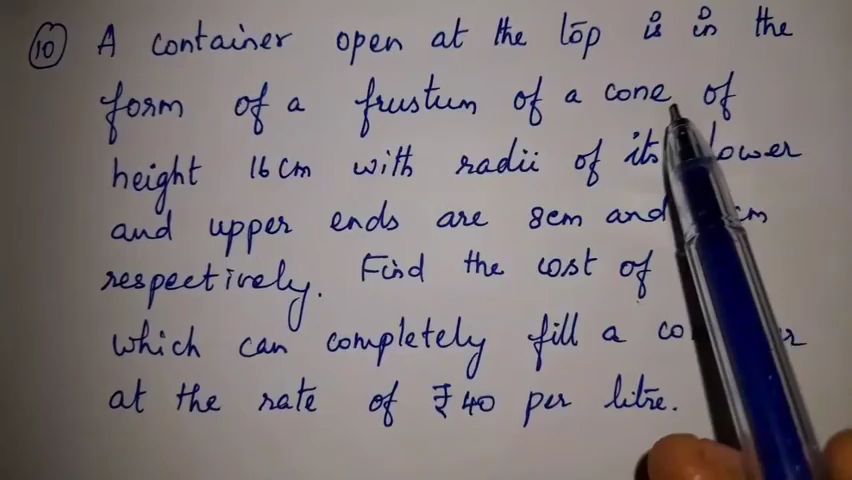 10 A container open at the top is in the
form of a frustum of a cone of
height 16 cm with radii of its lower
and upper ends are 8cm and cm
respectively. Find the cost of
which can completely fill a
at the rate of ₹40 per litre.